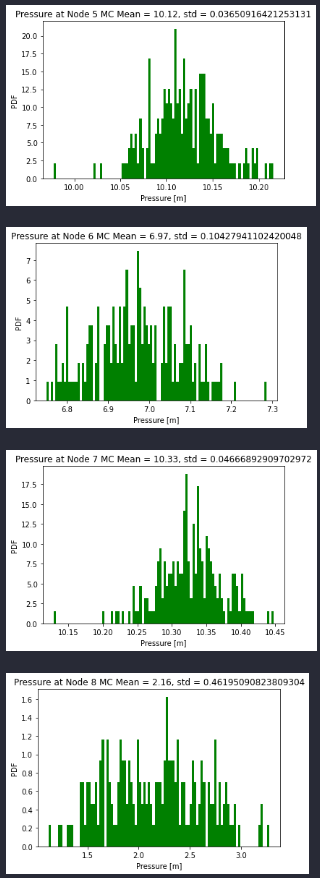 Pressure at Node 5 MC Mean = 10.12, std = 0.03650916421253131
20.0
17.5
15.0
12.5
10.0
7.5
5.0
2.5
0.0
PDF
10.00 10.05 10.10 10.15 10.20
Pressure [m]
Pressure at Node 6 MC Mean = 6.97, std = 0.10427941102420048
7
6
5
4
3
2
1
0
PDF
6.8 6.9 7.0 7.1 7.2 7.3
Pressure [m]
Pressure at Node 7 MC Mean = 10.33, std = 0.04666892909702972
17.5
15.0
12.5
10.0
7.5
5.0
2.5
0.0
PDF
10.15 10.20 10.25 10.30 10.35 10.40 10.45
Pressure [m]
Pressure at Node 8 MC Mean = 2.16, std = 0.46195090823809304
1.6
1.4
1.2
1.0
0.8
0.6
0.4
0.2
0.0
PDF
1.5 2.0 2.5 3.0
Pressure [m]